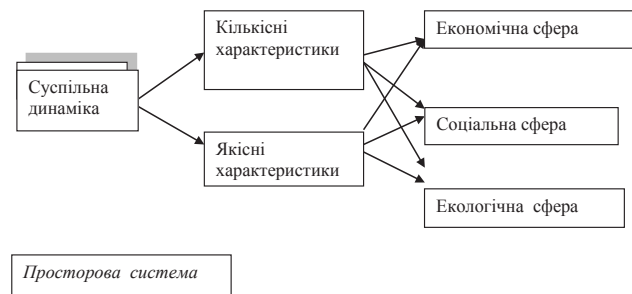 Суспільна
динаміка
Кількісні
характеристики
Якісні
характеристики
Економічна сфера
Соціальна сфера
Екологічна сфера
Просторова система